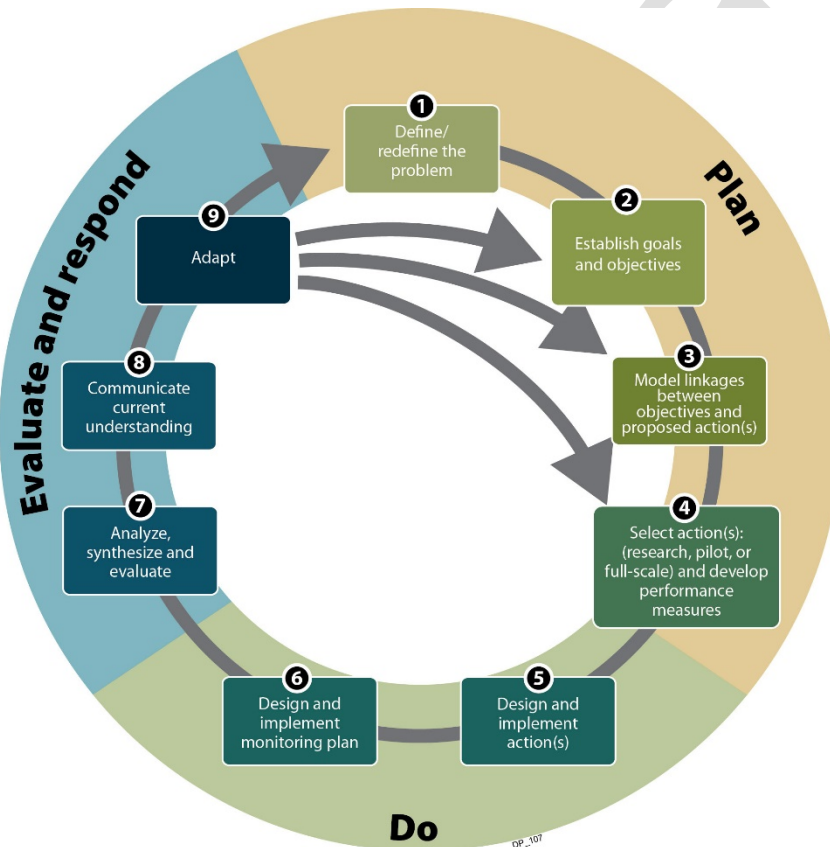 1
Define/
redefine the
problem
Plan
2
Establish goals
and objectives
3
Model linkages
between
objectives and
proposed action(s)
4
Select action(s):
(research, pilot, or
full-scale) and develop
performance
measures
5
Design and
implement
action(s)
Do
6
Design and
implement
monitoring plan
7
Analyze,
synthesize and
evaluate
Evaluate and respond
8
Communicate
current
understanding
9
Adapt
DP_107